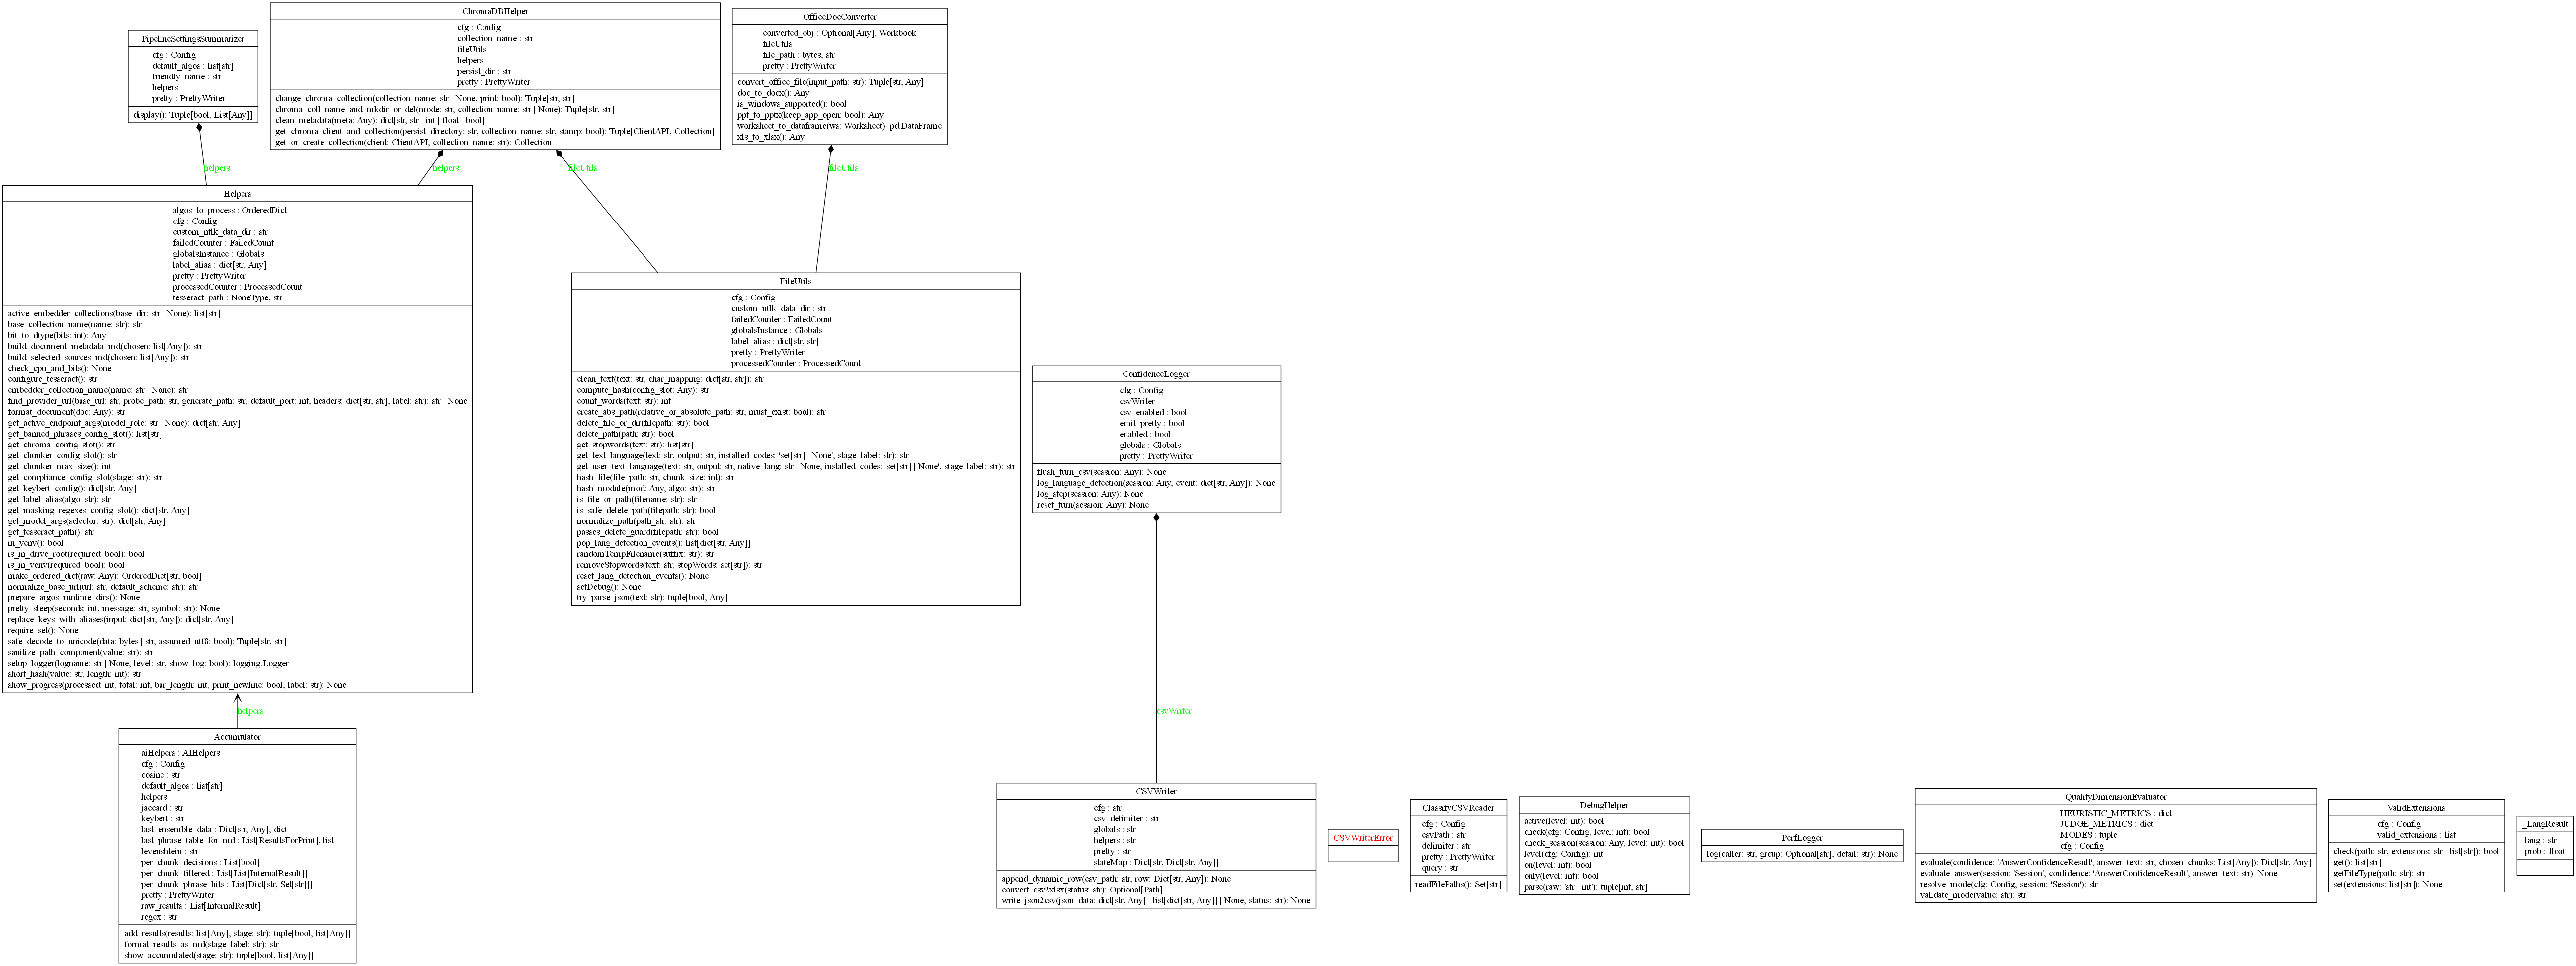 PipelineSettingsSummarizer
cfg : Config
default_algos : list[str]
friendly_name : str
helpers
pretty : PrettyWriter
display(): Tuple[bool, List[Any]]
ChromaDBHelper
cfg : Config
collection_name : str
fileUtils
helpers
persist_dir : str
pretty : PrettyWriter
change_chroma_collection(collection_name: str | None, print: bool): Tuple[str, str]
chroma_coll_name_and_mkdir_or_del(mode: str, collection_name: str | None): Tuple[str, str]
clean_metadata(meta: Any): dict[str, str | int | float | bool]
get_chroma_client_and_collection(persist_directory: str, collection_name: str, stamp: bool): Tuple[ClientAPI, Collection]
get_or_create_collection(client: ClientAPI, collection_name: str): Collection
OfficeDocConverter
converted_obj : Optional[Any], Workbook
fileUtils
file_path : bytes, str
pretty : PrettyWriter
convert_office_file(input_path: str): Tuple[str, Any]
doc_to_docx(): Any
is_windows_supported(): bool
ppt_to_pptx(keep_app_open: bool): Any
worksheet_to_dataframe(ws: Worksheet): pd.DataFrame
xls_to_xlsx(): Any
helpers
helpers
fileUtils
fileUtils
Helpers
algos_to_process : OrderedDict
cfg : Config
custom_ntlk_data_dir : str
failedCounter : FailedCount
globalsInstance : Globals
label_alias : dict[str, Any]
pretty : PrettyWriter
processedCounter : ProcessedCount
tesseract_path : NoneType, str
active_embedder_collections(base_dir: str | None): list[str]
base_collection_name(name: str): str
bit_to_dtype(bits: int): Any
build_document_metadata_md(chosen: list[Any]): str
build_selected_sources_md(chosen: list[Any]): str
check_cpu_and_bits(): None
configure_tesseract(): str
embedder_collection_name(name: str | None): str
find_provider_url(base_url: str, probe_path: str, generate_path: str, default_port: int, headers: dict[str, str], label: str): str | None
format_document(doc: Any): str
get_active_endpoint_args(model_role: str | None): dict[str, Any]
get_banned_phrases_config_slot(): list[str]
get_chroma_config_slot(): str
get_chunker_config_slot(): str
get_chunker_max_size(): int
get_compliance_config_slot(stage: str): str
get_keybert_config(): dict[str, Any]
get_label_alias(algo: str): str
get_masking_regexes_config_slot(): dict[str, Any]
get_model_args(selector: str): dict[str, Any]
get_tesseract_path(): str
in_venv(): bool
is_in_drive_root(required: bool): bool
is_in_venv(required: bool): bool
make_ordered_dict(raw: Any): OrderedDict[str, bool]
normalize_base_url(url: str, default_scheme: str): str
prepare_argos_runtime_dirs(): None
pretty_sleep(seconds: int, message: str, symbol: str): None
replace_keys_with_aliases(input: dict[str, Any]): dict[str, Any]
require_set(): None
safe_decode_to_unicode(data: bytes | str, assumed_utf8: bool): Tuple[str, str]
sanitize_path_component(value: str): str
setup_logger(logname: str | None, level: str, show_log: bool): logging.Logger
short_hash(value: str, length: int): str
show_progress(processed: int, total: int, bar_length: int, print_newline: bool, label: str): None
FileUtils
cfg : Config
custom_ntlk_data_dir : str
failedCounter : FailedCount
globalsInstance : Globals
label_alias : dict[str, str]
pretty : PrettyWriter
processedCounter : ProcessedCount
clean_text(text: str, char_mapping: dict[str, str]): str
compute_hash(config_slot: Any): str
count_words(text: str): int
create_abs_path(relative_or_absolute_path: str, must_exist: bool): str
delete_file_or_dir(filepath: str): bool
delete_path(path: str): bool
get_stopwords(text: str): list[str]
get_text_language(text: str, output: str, installed_codes: 'set[str] | None', stage_label: str): str
get_user_text_language(text: str, output: str, native_lang: str | None, installed_codes: 'set[str] | None', stage_label: str): str
hash_file(file_path: str, chunk_size: int): str
hash_module(mod: Any, algo: str): str
is_file_or_path(filename: str): str
is_safe_delete_path(filepath: str): bool
normalize_path(path_str: str): str
passes_delete_guard(filepath: str): bool
pop_lang_detection_events(): list[dict[str, Any]]
randomTempFilename(suffix: str): str
removeStopwords(text: str, stopWords: set[str]): str
reset_lang_detection_events(): None
setDebug(): None
try_parse_json(text: str): tuple[bool, Any]
ConfidenceLogger
cfg : Config
csvWriter
csv_enabled : bool
emit_pretty : bool
enabled : bool
globals : Globals
pretty : PrettyWriter
flush_turn_csv(session: Any): None
log_language_detection(session: Any, event: dict[str, Any]): None
log_step(session: Any): None
reset_turn(session: Any): None
helpers
csvWriter
Accumulator
aiHelpers : AIHelpers
cfg : Config
cosine : str
default_algos : list[str]
helpers
jaccard : str
keybert : str
last_ensemble_data : Dict[str, Any], dict
last_phrase_table_for_md : List[ResultsForPrint], list
levenshtein : str
per_chunk_decisions : List[bool]
per_chunk_filtered : List[List[InternalResult]]
per_chunk_phrase_hits : List[Dict[str, Set[str]]]
pretty : PrettyWriter
raw_results : List[InternalResult]
regex : str
add_results(results: list[Any], stage: str): tuple[bool, list[Any]]
format_results_as_md(stage_label: str): str
show_accumulated(stage: str): tuple[bool, list[Any]]
CSVWriter
cfg : str
csv_delimiter : str
globals : str
helpers : str
pretty : str
stateMap : Dict[str, Dict[str, Any]]
append_dynamic_row(csv_path: str, row: Dict[str, Any]): None
convert_csv2xlsx(status: str): Optional[Path]
write_json2csv(json_data: dict[str, Any] | list[dict[str, Any]] | None, status: str): None
CSVWriterError
ClassifyCSVReader
cfg : Config
csvPath : str
delimiter : str
pretty : PrettyWriter
query : str
readFilePaths(): Set[str]
DebugHelper
active(level: int): bool
check(cfg: Config, level: int): bool
check_session(session: Any, level: int): bool
level(cfg: Config): int
on(level: int): bool
only(level: int): bool
parse(raw: 'str | int'): tuple[int, str]
PerfLogger
log(caller: str, group: Optional[str], detail: str): None
QualityDimensionEvaluator
HEURISTIC_METRICS : dict
JUDGE_METRICS : dict
MODES : tuple
cfg : Config
evaluate(confidence: 'AnswerConfidenceResult', answer_text: str, chosen_chunks: List[Any]): Dict[str, Any]
evaluate_answer(session: 'Session', confidence: 'AnswerConfidenceResult', answer_text: str): None
resolve_mode(cfg: Config, session: 'Session'): str
validate_mode(value: str): str
ValidExtensions
cfg : Config
valid_extensions : list
check(path: str, extensions: str | list[str]): bool
get(): list[str]
getFileType(path: str): str
set(extensions: list[str]): None
_LangResult
lang : str
prob : float